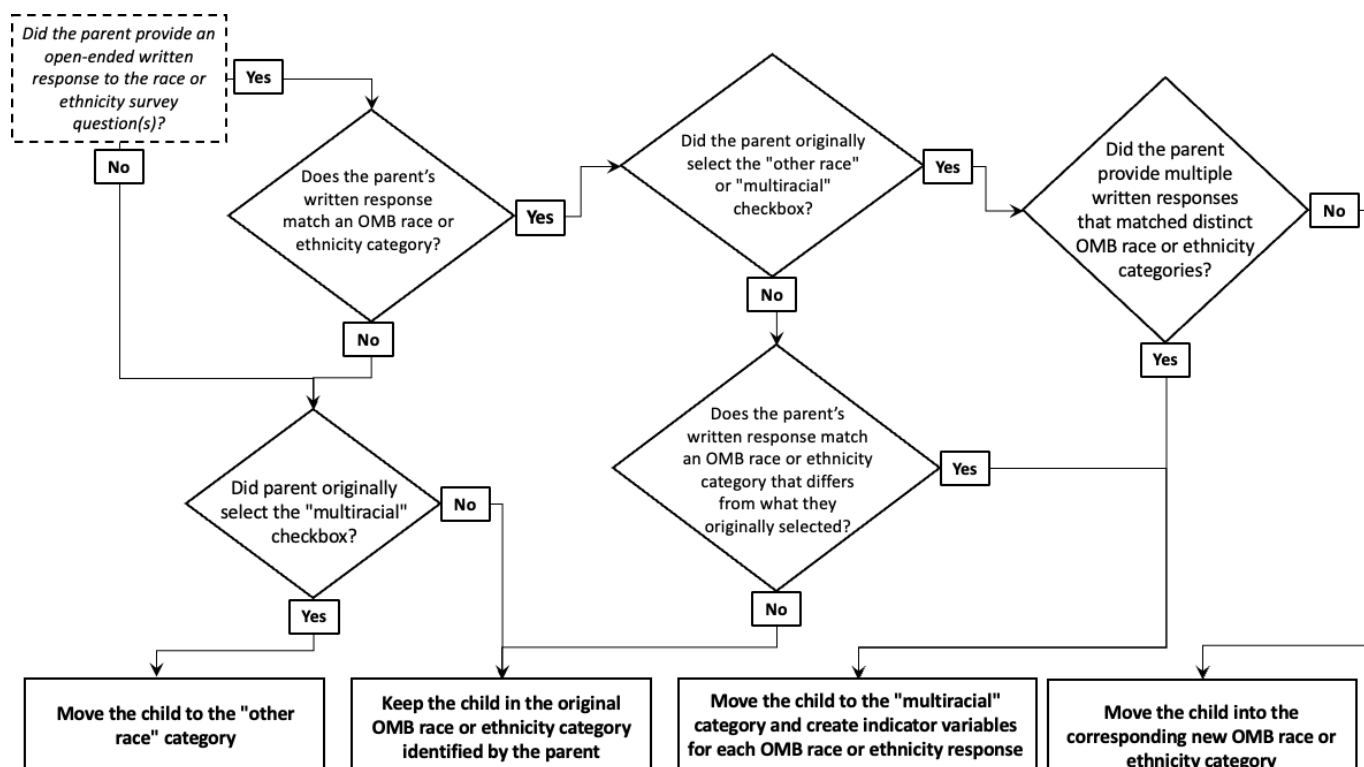 Did the parent provide an
open-ended written
response to the race or
ethnicity survey
question(s)?
Yes
No
Does the parent's
written response
match an OMB race or
ethnicity category?
Yes
No
Did the parent originally
select the "other race"
or "multiracial"
checkbox?
Yes
No
Did the parent
provide multiple
written responses
that matched distinct
OMB race or ethnicity
categories?
No
Yes
Does the parent's
written response match
an OMB race or ethnicity
category that differs
from what they
originally selected?
Yes
No
Did parent originally
select the "multiracial"
checkbox?
No
Yes
Move the child to the "other
race" category
Keep the child in the original
OMB race or ethnicity category
identified by the parent
Move the child to the "multiracial"
category and create indicator variables
for each OMB race or ethnicity response
Move the child into the
corresponding new OMB race or
ethnicity category